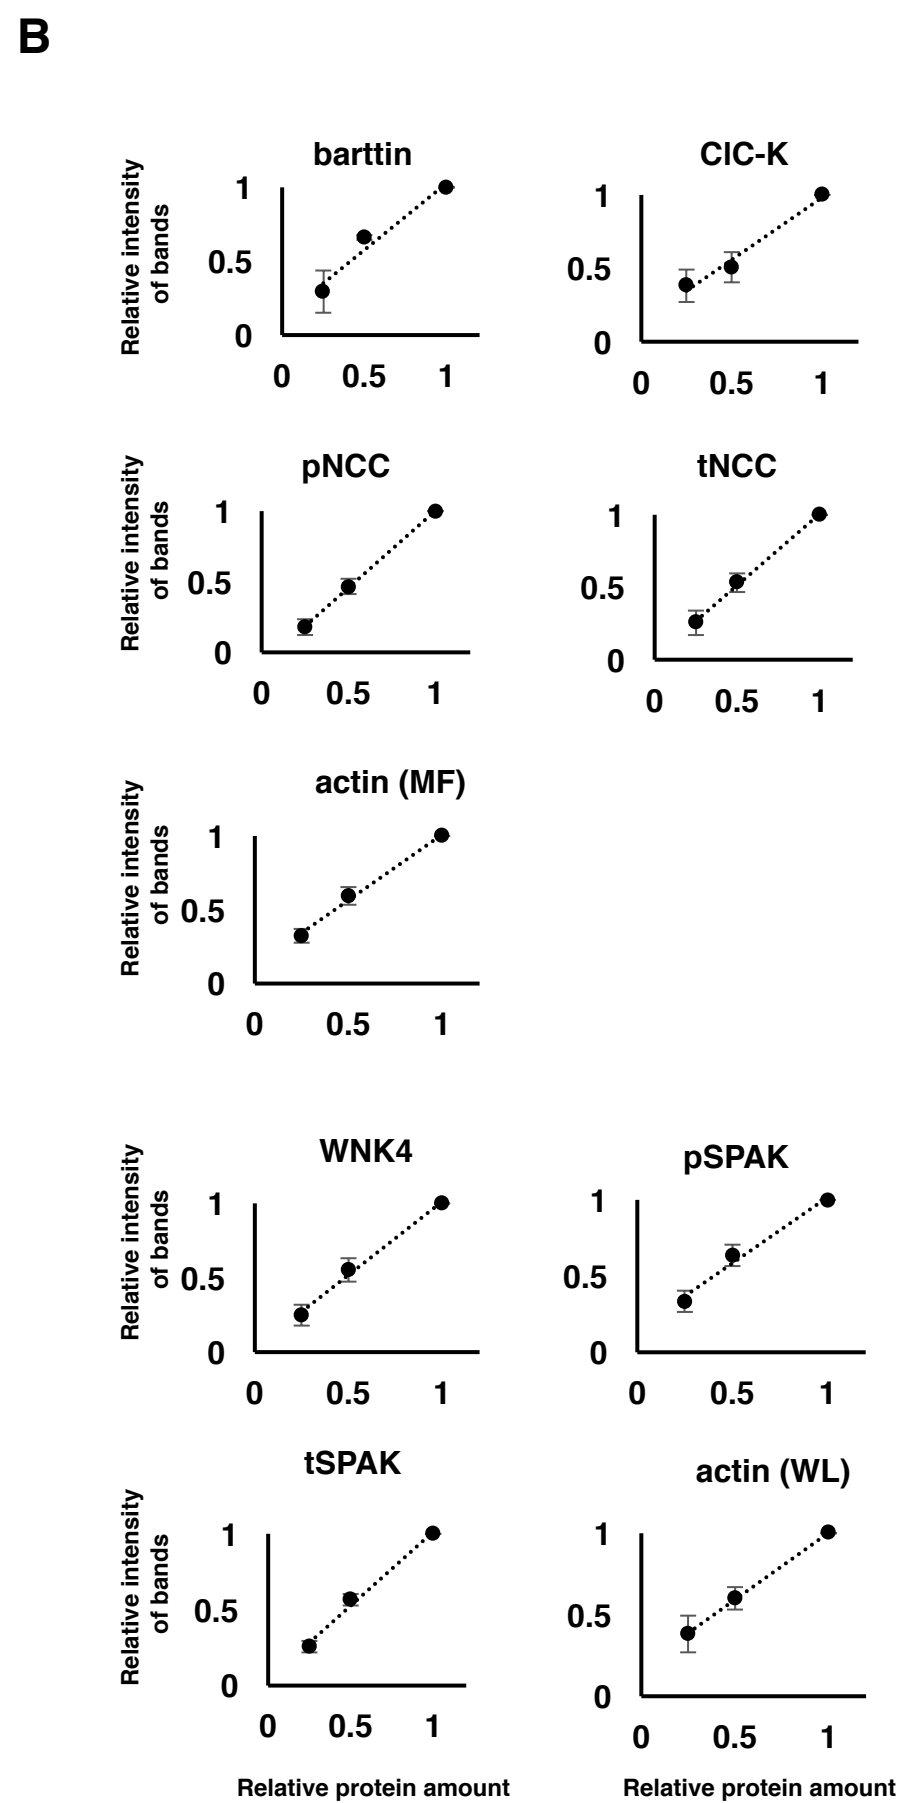 B
barttin
ClC-K
Relative intensity
of bands
1
0.5
0
0 0.5 1
1
0.5
0
0 0.5 1
pNCC
tNCC
Relative intensity
of bands
1
0.5
0
0 0.5 1
1
0.5
0
0 0.5 1
actin (MF)
Relative intensity
of bands
1
0.5
0
0 0.5 1
WNK4
pSPAK
Relative intensity
of bands
1
0.5
0
0 0.5 1
1
0.5
0
0 0.5 1
tSPAK
actin (WL)
Relative intensity
of bands
1
0.5
0
0 0.5 1
1
0.5
0
0 0.5 1
Relative protein amount
Relative protein amount